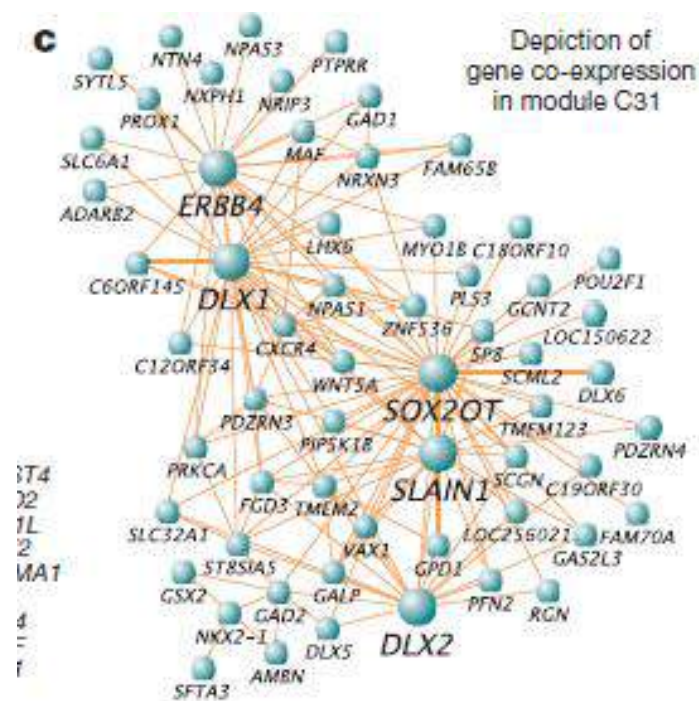 c
Depiction of
gene co-expression
in module C31
NTN4
NPAS3
PTPRR
SYTL5
NXPH1
NRIP3
PROX1
GAD1
MAF
SLC6A1
NRXN3
FAM65B
ADARB2
ERBB4
LHX6
MYO1B
C18ORF10
C6ORF145
DLX1
PLS3
POU2F1
GCNT2
NPAS1
ZNF536
LOC150622
SP8
C12ORF34
CXCR4
WNT5A
SCML2
DLX6
SOX2OT
PDZRN3
TMEM123
PIP5K1B
PDZRN4
PRKCA
SCGN
SLAIN1
C19ORF30
FGD3
TMEM2
SLC32A1
VAX1
LOC256021
FAM70A
GAS2L3
ST8SIA5
GPD1
GSX2
GALP
PFN2
RGN
GAD2
NKX2-1
DLX5
DLX2
AMBN
SFTA3